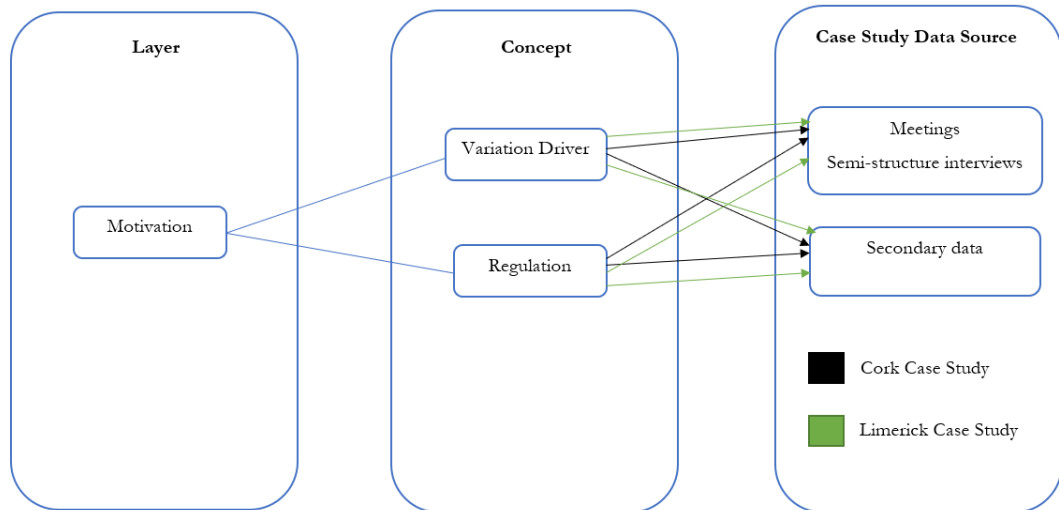 Layer
Concept
Case Study Data Source
Motivation
Variation Driver
Regulation
Meetings
Semi-structure interviews
Secondary data
Cork Case Study
Limerick Case Study